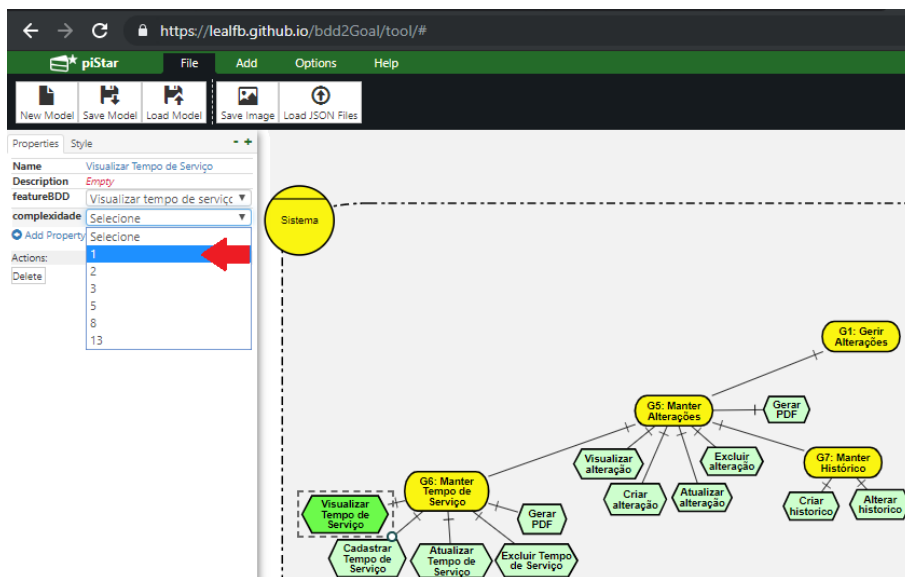 https://lealfb.github.io/bdd2Goal/tool/#
piStar File Add Options Help
New Model Save Model Load Model Save Image Load JSON Files
Properties Style - +
Name Visualizar Tempo de Serviço
Description Empty
featureBDD Visualizar tempo de serviço
complexidade Selecione
Add Property Selecione
Actions: 1
Delete 2
3
5
8
13
Sistema
G1: Gerir
Alterações
G5: Manter
Alterações
Gerar
PDF
Visualizar
alteração
Criar
alteração
Atualizar
alteração
Excluir
alteração
G7: Manter
Histórico
Criar
historico
Alterar
historico
G6: Manter
Tempo de
Serviço
Visualizar
Tempo de
Serviço
Gerar
PDF
Cadastrar
Tempo de
Serviço
Atualizar
Tempo de
Serviço
Excluir Tempo
de Serviço